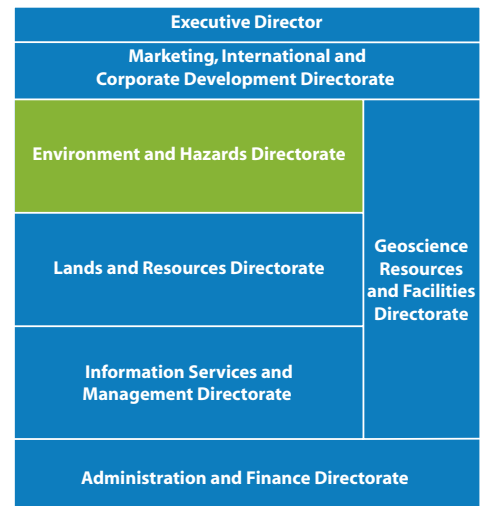 Executive Director
Marketing, International and
Corporate Development Directorate
Environment and Hazards Directorate
Lands and Resources Directorate
Geoscience
Resources
and Facilities
Directorate
Information Services and
Management Directorate
Administration and Finance Directorate